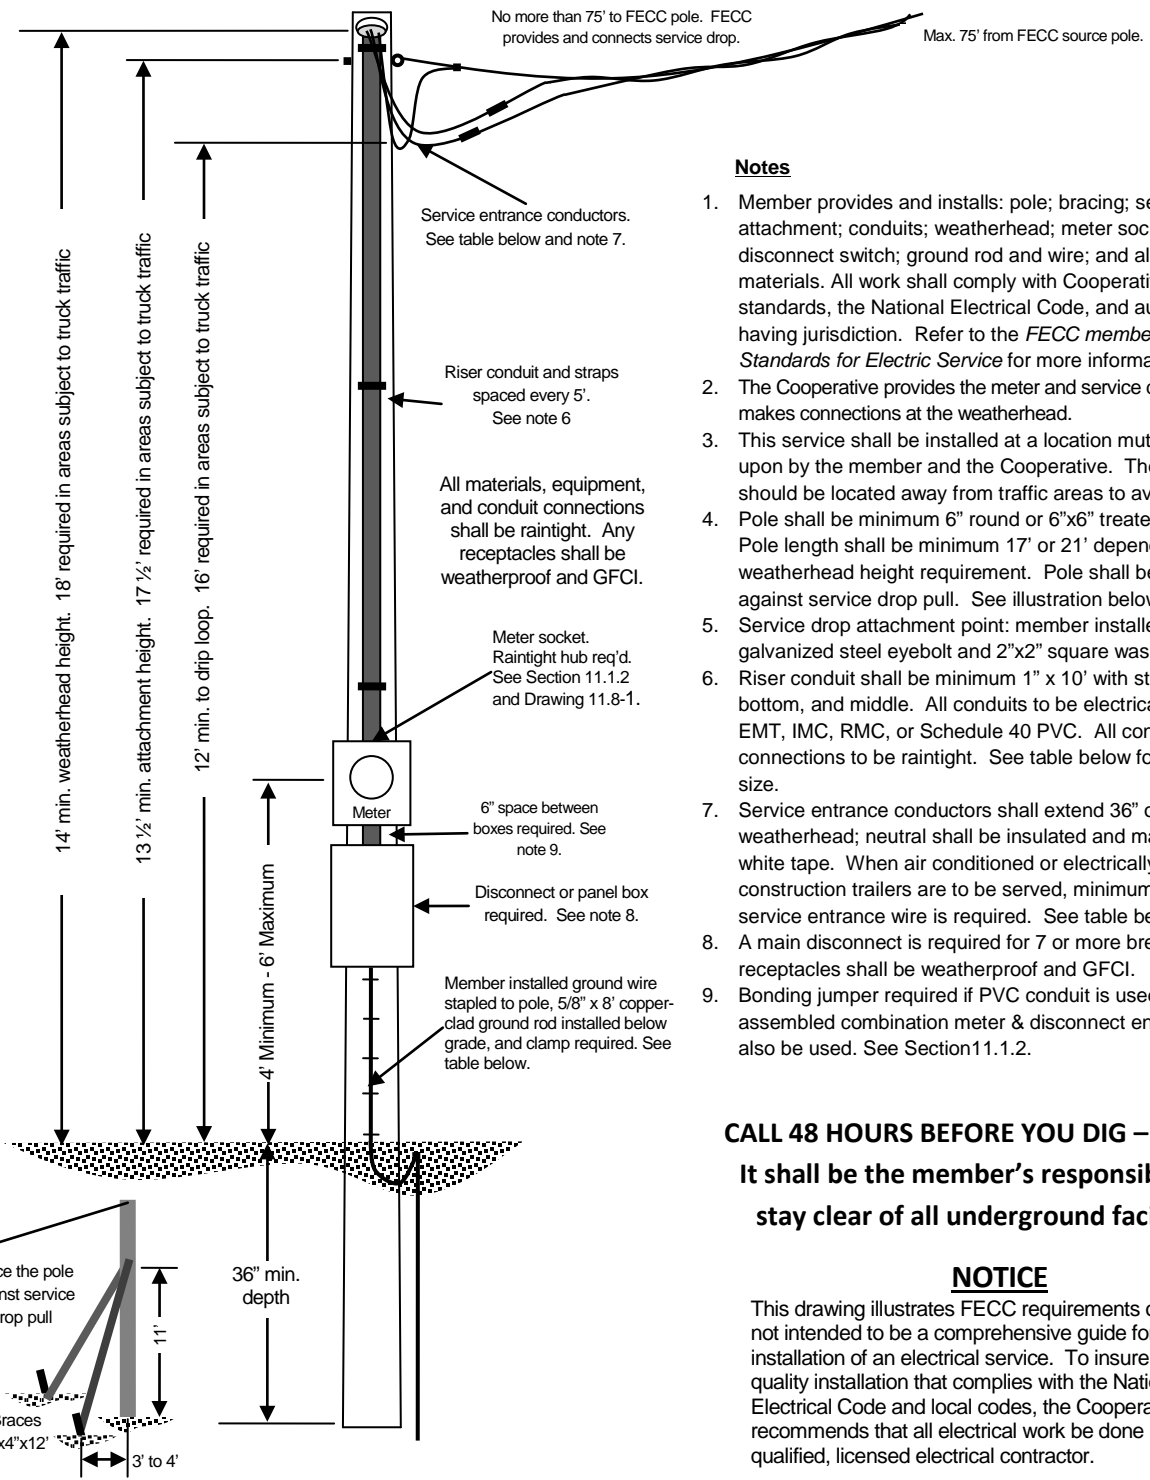 No more than 75' to FECC pole.  FECC
provides and connects service drop.
Max. 75' from FECC source pole.
14' min. weatherhead height.  18' required in areas subject to truck traffic
13 ½' min. attachment height.  17 ½' required in areas subject to truck traffic
12' min. to drip loop.  16' required in areas subject to truck traffic
Service entrance conductors.
See table below and note 7.
Riser conduit and straps
spaced every 5'.
See note 6
All materials, equipment,
and conduit connections
shall be raintight.  Any
receptacles shall be
weatherproof and GFCI.
Meter socket.
Raintight hub req'd.
See Section 11.1.2
and Drawing 11.8-1.
Meter
6" space between
boxes required. See
note 9.
Disconnect or panel box
required.  See note 8.
4' Minimum - 6' Maximum
Member installed ground wire
stapled to pole, 5/8" x 8' copper-
clad ground rod installed below
grade, and clamp required. See
table below.
36" min.
depth
the pole
service
pull
11'
x4"x12'
3' to 4'
Notes
1. Member provides and installs: pole; bracing;
attachment; conduits; weatherhead; meter
disconnect switch; ground rod and wire; and
materials. All work shall comply with
standards, the National Electrical Code, and
having jurisdiction.  Refer to the FECC
Standards for Electric Service for more
2. The Cooperative provides the meter and service
makes connections at the weatherhead.
3. This service shall be installed at a location
upon by the member and the Cooperative.
should be located away from traffic areas to
4. Pole shall be minimum 6" round or 6"x6"
Pole length shall be minimum 17' or 21'
weatherhead height requirement.  Pole shall
against service drop pull.  See illustration
5. Service drop attachment point: member
galvanized steel eyebolt and 2"x2" square
6. Riser conduit shall be minimum 1" x 10' with
bottom, and middle.  All conduits to be
EMT, IMC, RMC, or Schedule 40 PVC.  All
connections to be raintight.  See table below
size.
7. Service entrance conductors shall extend 36"
weatherhead; neutral shall be insulated and
white tape.  When air conditioned or
construction trailers are to be served,
service entrance wire is required.  See table
8. A main disconnect is required for 7 or more
receptacles shall be weatherproof and GFCI.
9. Bonding jumper required if PVC conduit is
assembled combination meter & disconnect
also be used. See Section11.1.2.
CALL 48 HOURS BEFORE YOU DIG –
It shall be the member's
stay clear of all underground
NOTICE
This drawing illustrates FECC requirements
not intended to be a comprehensive guide
installation of an electrical service.  To insure
quality installation that complies with the
Electrical Code and local codes, the
recommends that all electrical work be done
qualified, licensed electrical contractor.